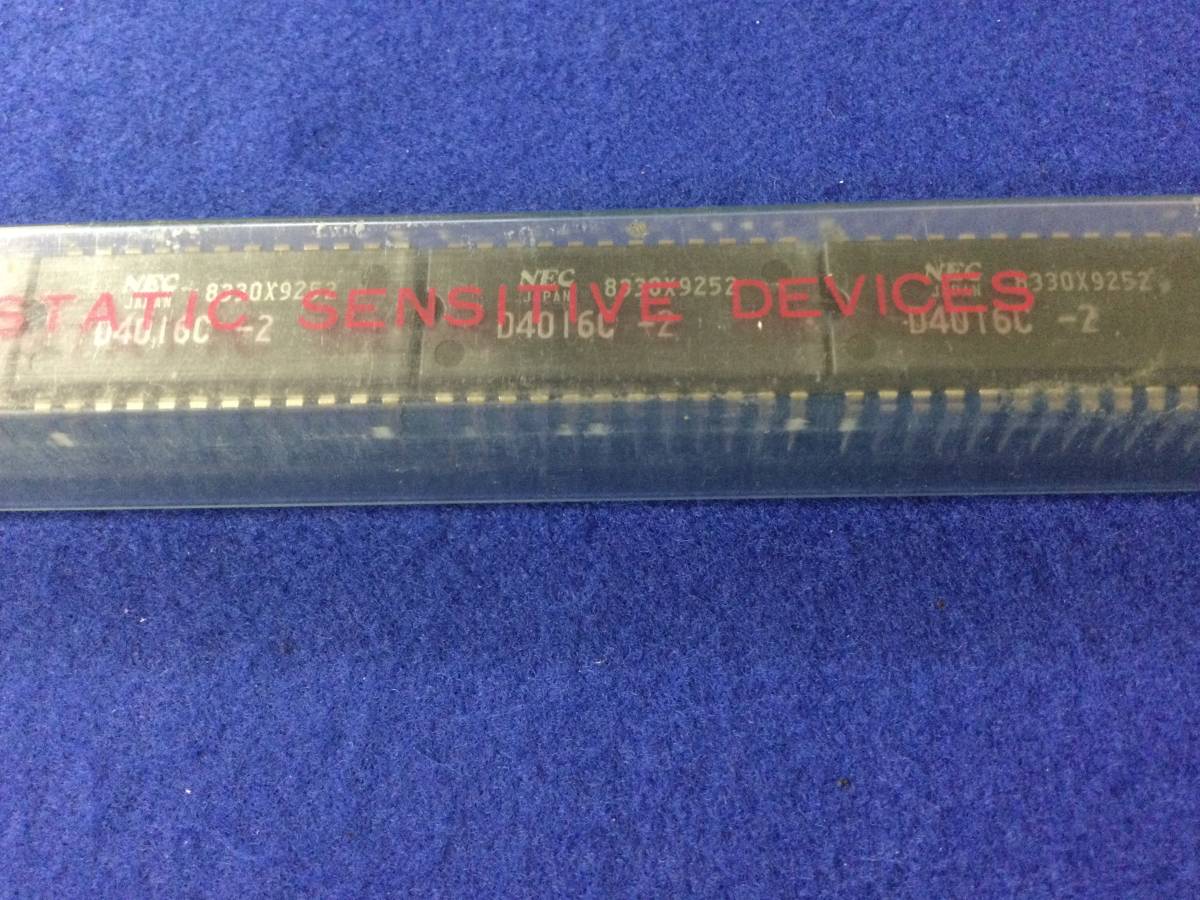 STATIC SENSITIVE DEVICES
NEC JAPAN 8330X9252
D4016C -2
NEC JAPAN 8330X9252
D4016C -2
NEC JAPAN 8330X9252
D4016C -2